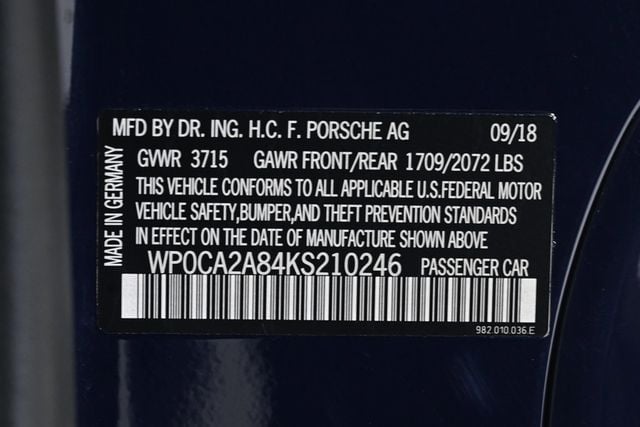 MFD BY DR. ING. H.C. F. PORSCHE AG 09/18
GVWR 3715 GAWR FRONT/REAR 1709/2072 LBS
THIS VEHICLE CONFORMS TO ALL APPLICABLE U.S.FEDERAL MOTOR
VEHICLE SAFETY,BUMPER,AND THEFT PREVENTION STANDARDS
IN EFFECT ON THE DATE OF MANUFACTURE SHOWN ABOVE
MADE IN GERMANY
WP0CA2A84KS210246 PASSENGER CAR
982.010.036.E